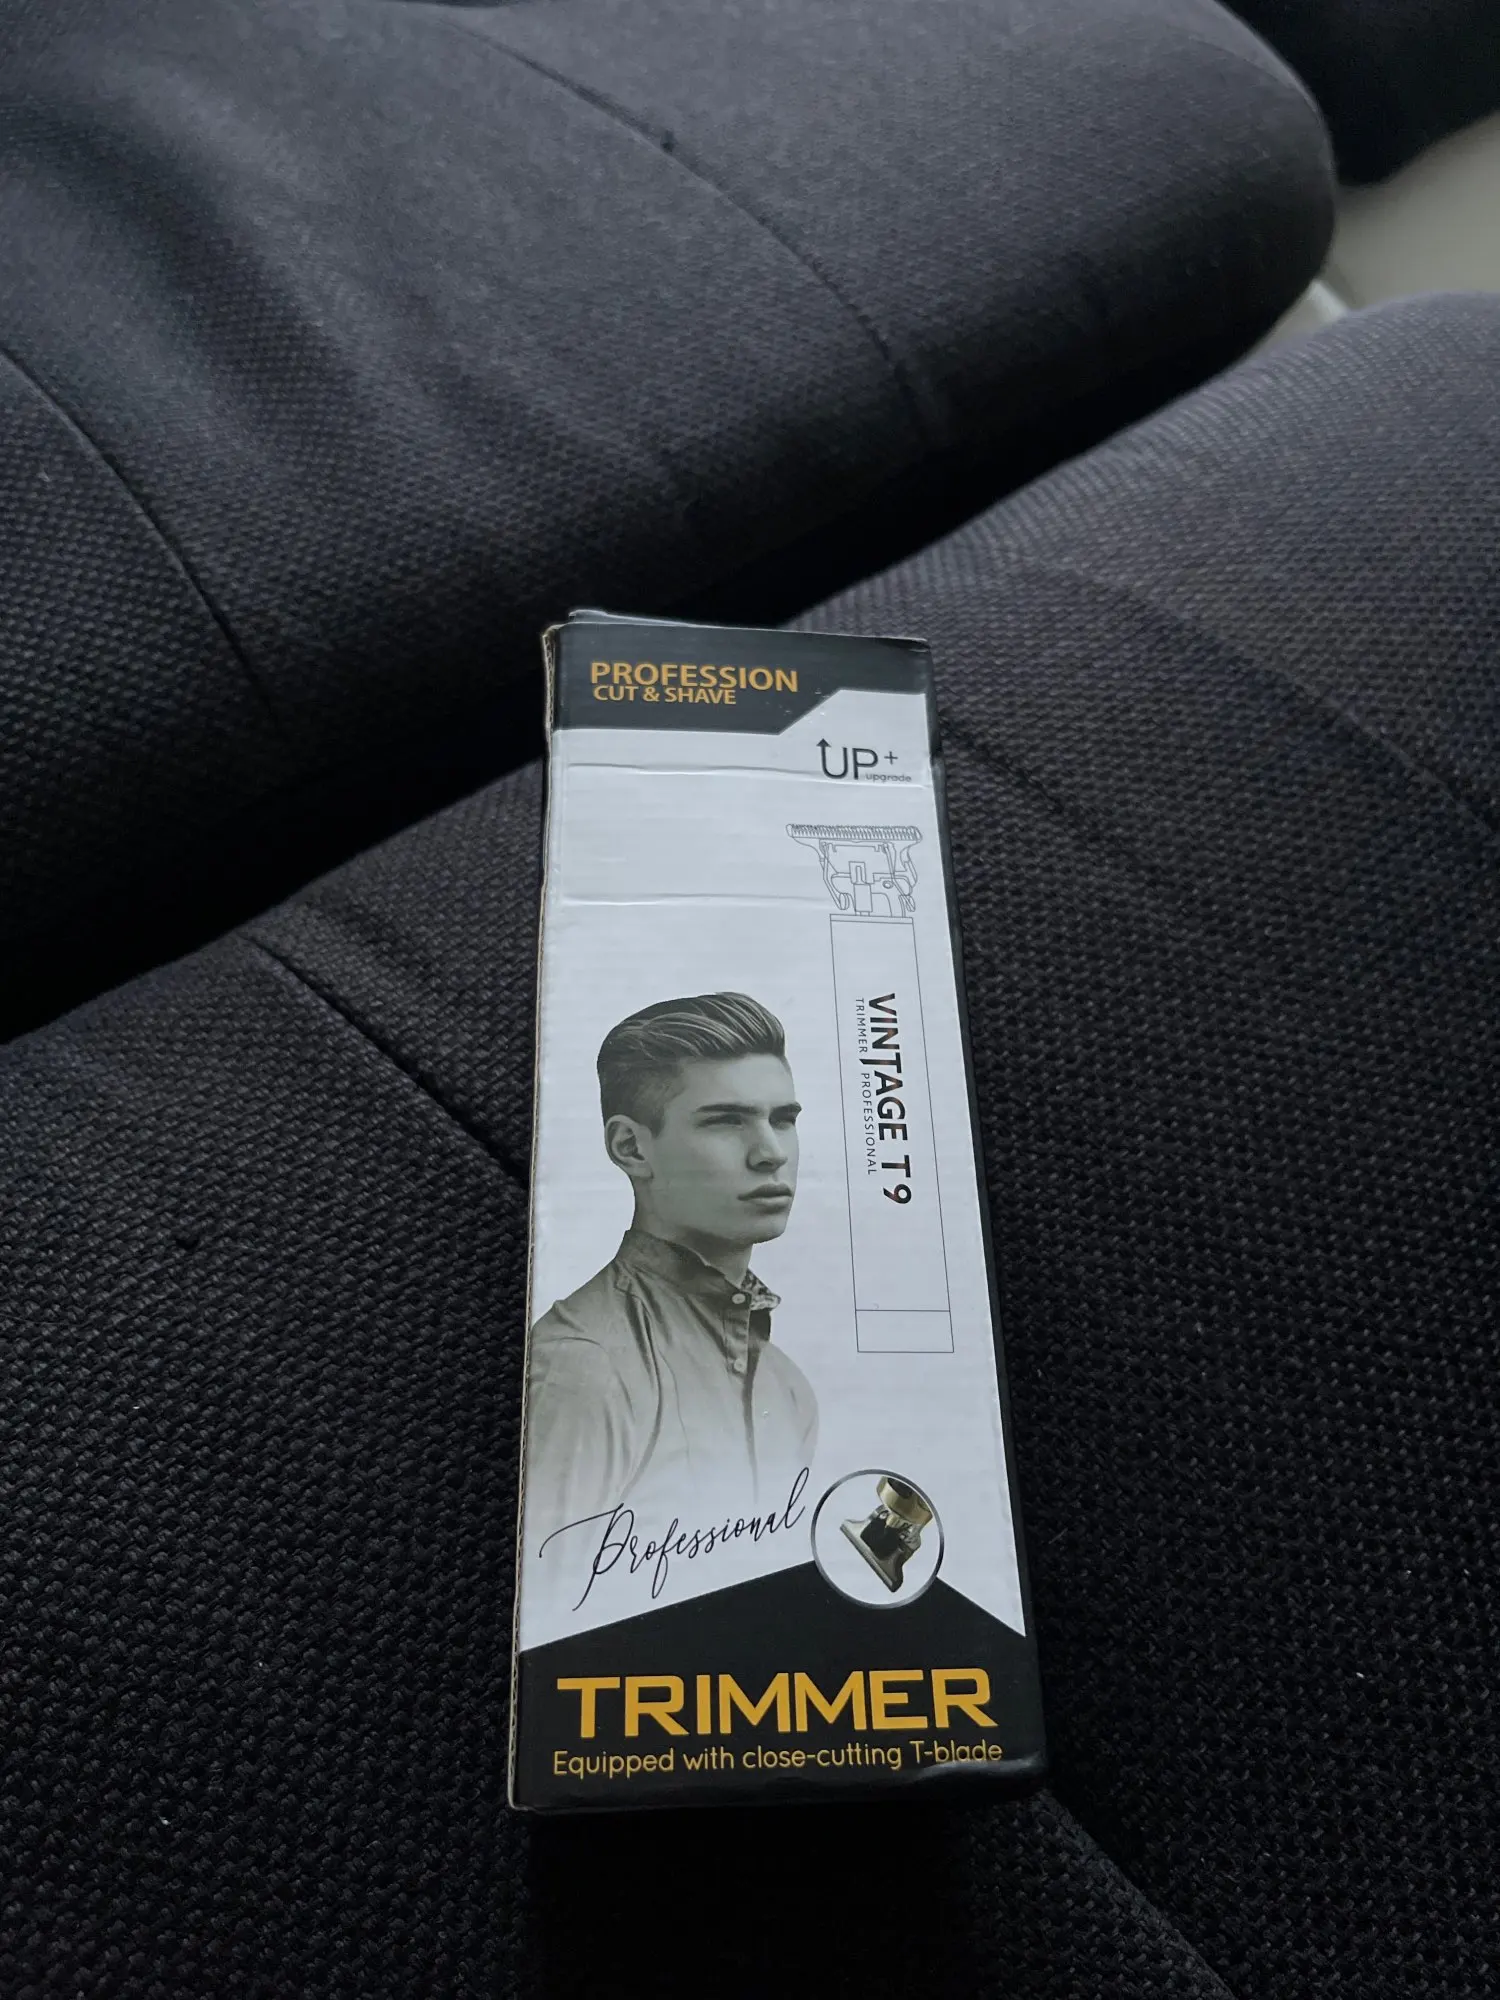 PROFESSION
CUT & SHAVE
UP+
upgrade
VINTAGE T9
TRIMMER PROFESSIONAL
Professional
TRIMMER
Equipped with close-cutting T-blade